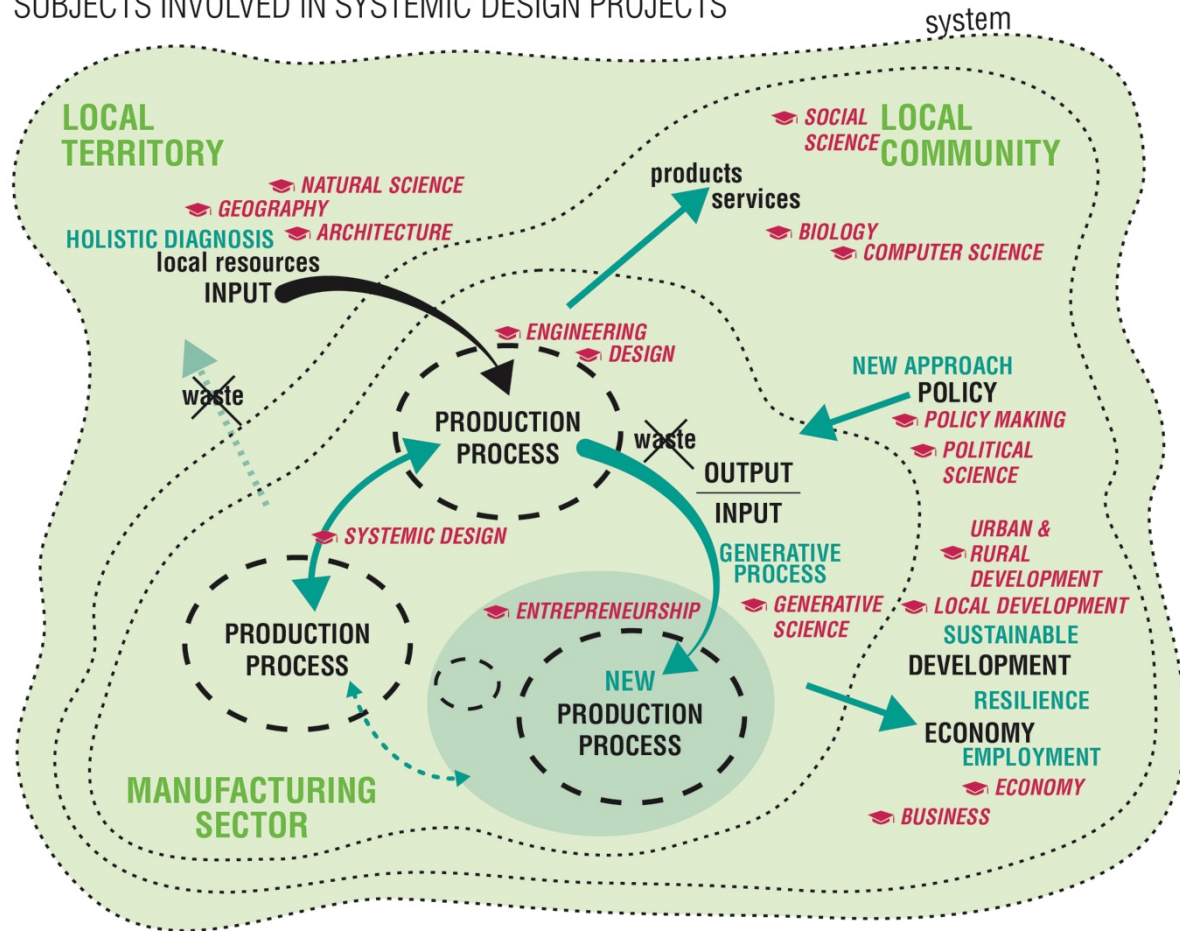 SUBJECTS INVOLVED IN SYSTEMIC DESIGN PROJECTS
system
LOCAL
TERRITORY
NATURAL SCIENCE
GEOGRAPHY
ARCHITECTURE
HOLISTIC DIAGNOSIS
local resources
INPUT
SOCIAL
SCIENCE
LOCAL
COMMUNITY
products
services
BIOLOGY
COMPUTER SCIENCE
ENGINEERING
DESIGN
waste
PRODUCTION
PROCESS
waste
OUTPUT
INPUT
NEW APPROACH
POLICY
POLICY MAKING
POLITICAL
SCIENCE
SYSTEMIC DESIGN
GENERATIVE
PROCESS
GENERATIVE
SCIENCE
URBAN &
RURAL
DEVELOPMENT
LOCAL DEVELOPMENT
SUSTAINABLE
DEVELOPMENT
RESILIENCE
ECONOMY
EMPLOYMENT
ECONOMY
BUSINESS
PRODUCTION
PROCESS
ENTREPRENEURSHIP
NEW
PRODUCTION
PROCESS
MANUFACTURING
SECTOR